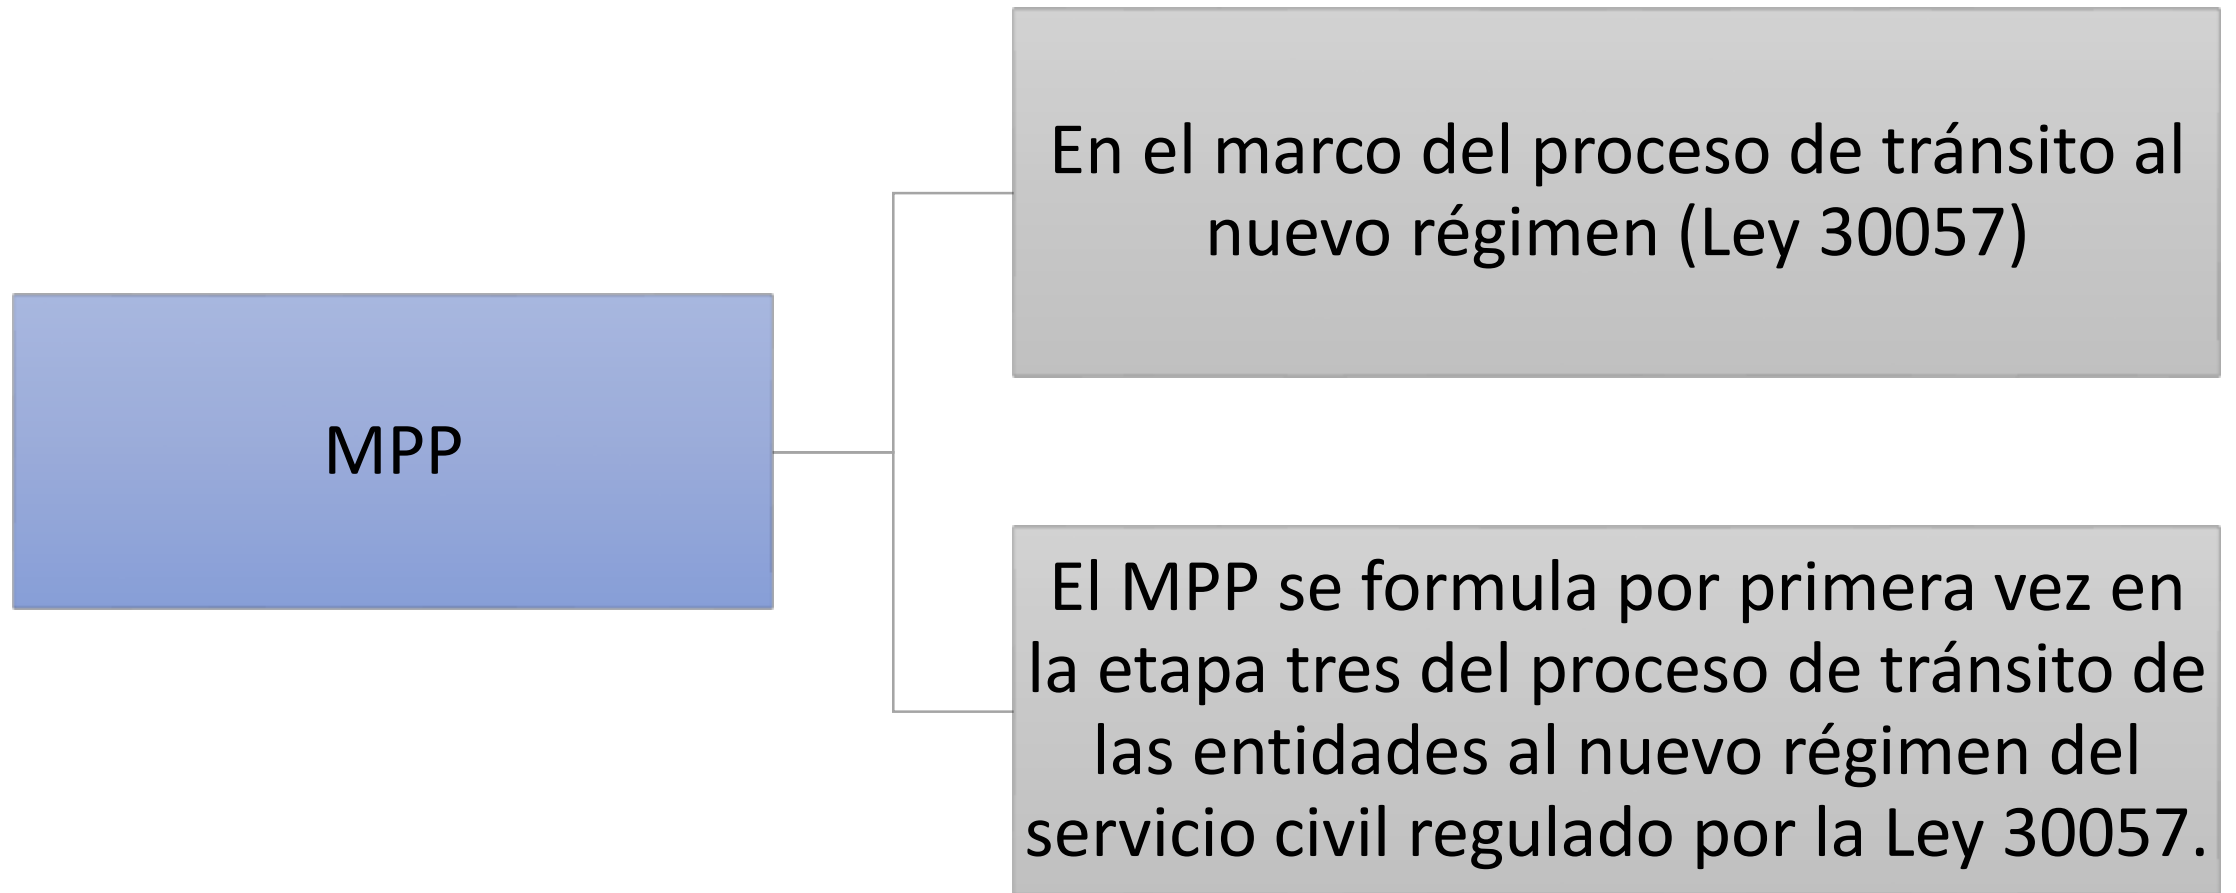 MPP
En el marco del proceso de tránsito al
nuevo régimen (Ley 30057)
El MPP se formula por primera vez en
la etapa tres del proceso de tránsito de
las entidades al nuevo régimen del
servicio civil regulado por la Ley 30057.